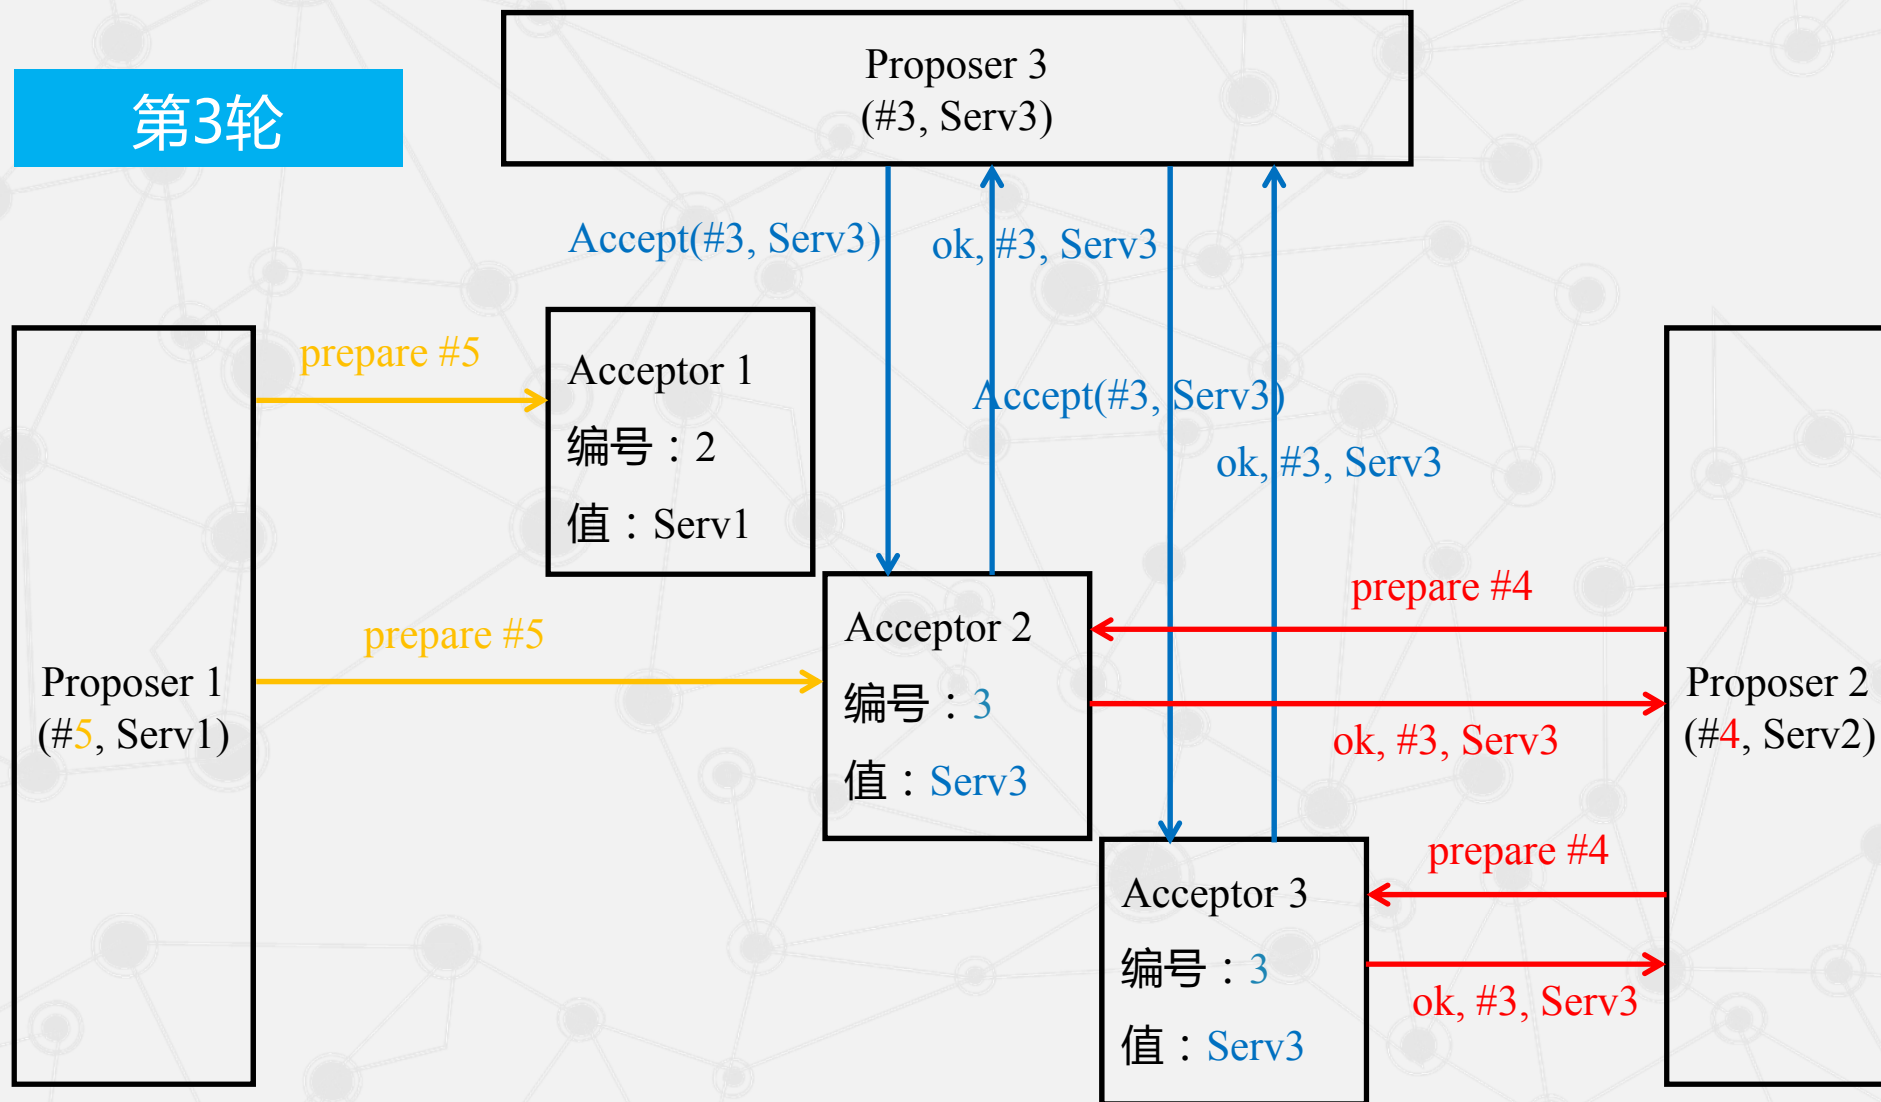 第3轮
Proposer 3
(#3, Serv3)
Accept(#3, Serv3)
ok, #3, Serv3
prepare #5
Acceptor 1
编号：2
值：Serv1
Accept(#3, Serv3)
ok, #3, Serv3
prepare #5
Proposer 1
(#5, Serv1)
Acceptor 2
编号：3
值：Serv3
prepare #4
ok, #3, Serv3
Proposer 2
(#4, Serv2)
Acceptor 3
编号：3
值：Serv3
prepare #4
ok, #3, Serv3